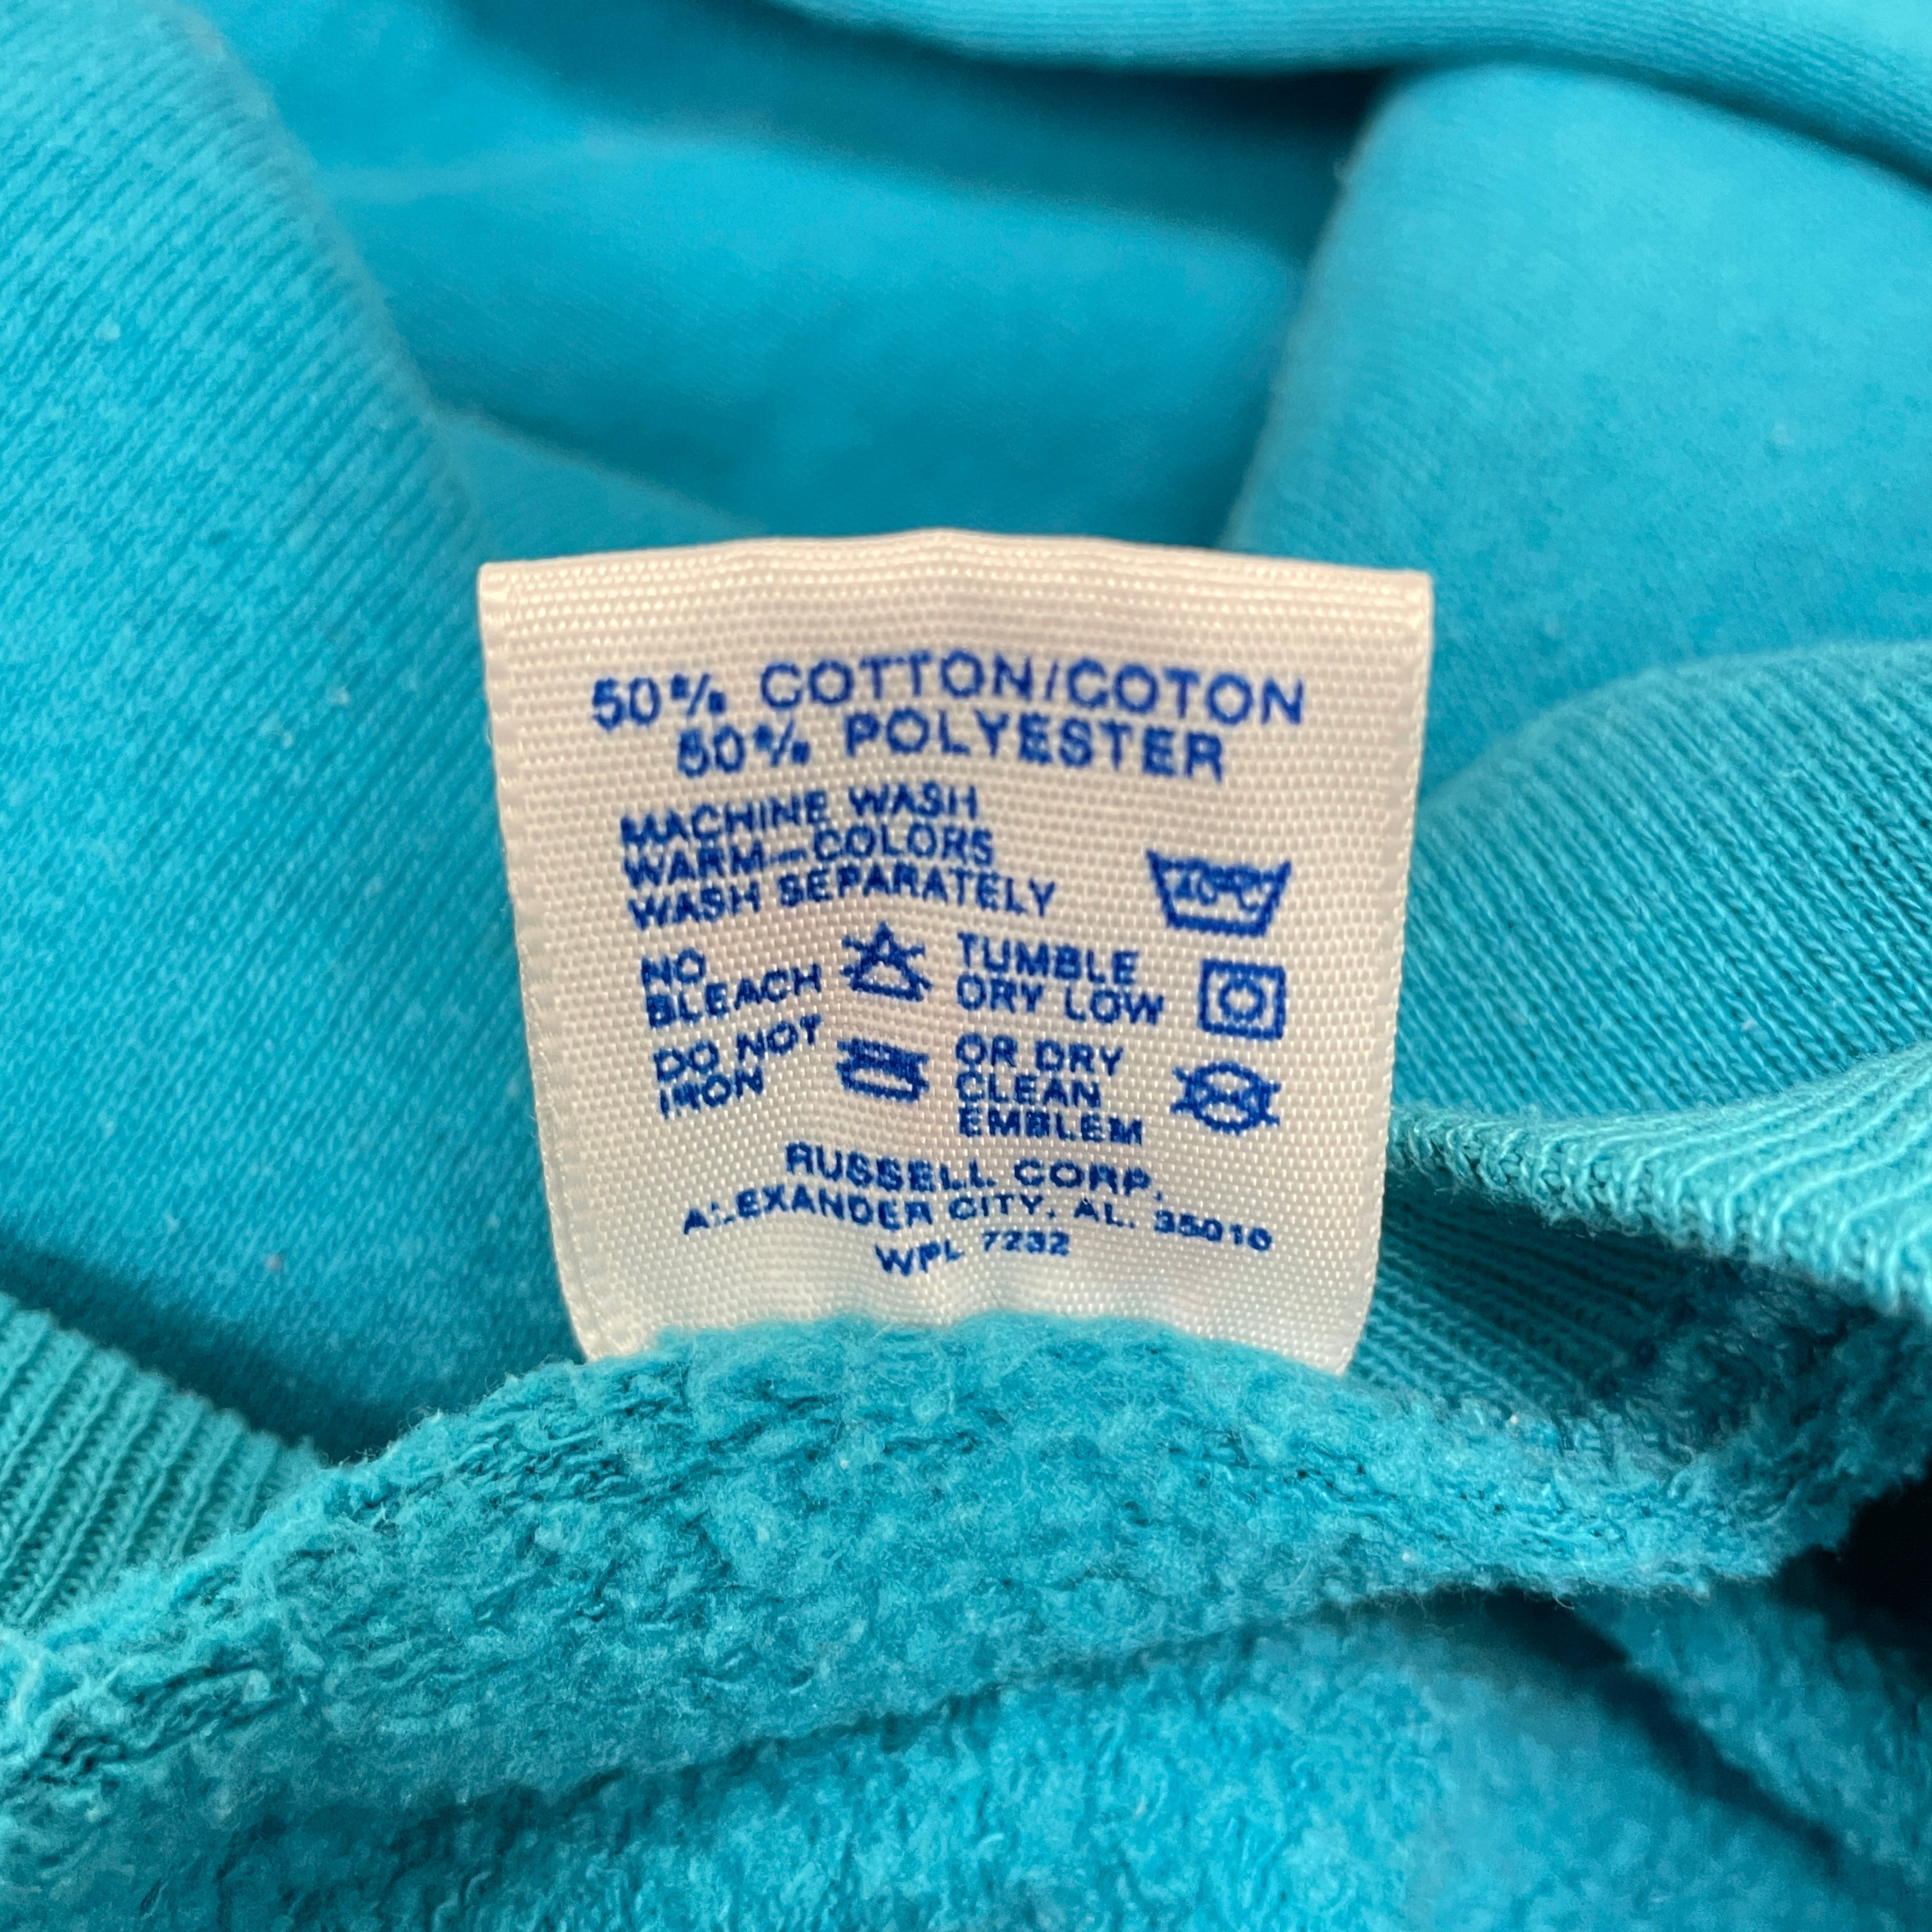 50% COTTON/COTON
50% POLYESTER
MACHINE WASH
WARM-COLORS
WASH SEPARATELY
40°C
NO
BLEACH
TUMBLE
DRY LOW
DO NOT
IRON
OR DRY
CLEAN
EMBLEM
RUSSELL CORP.
ALEXANDER CITY, AL. 35010
WPL 7232